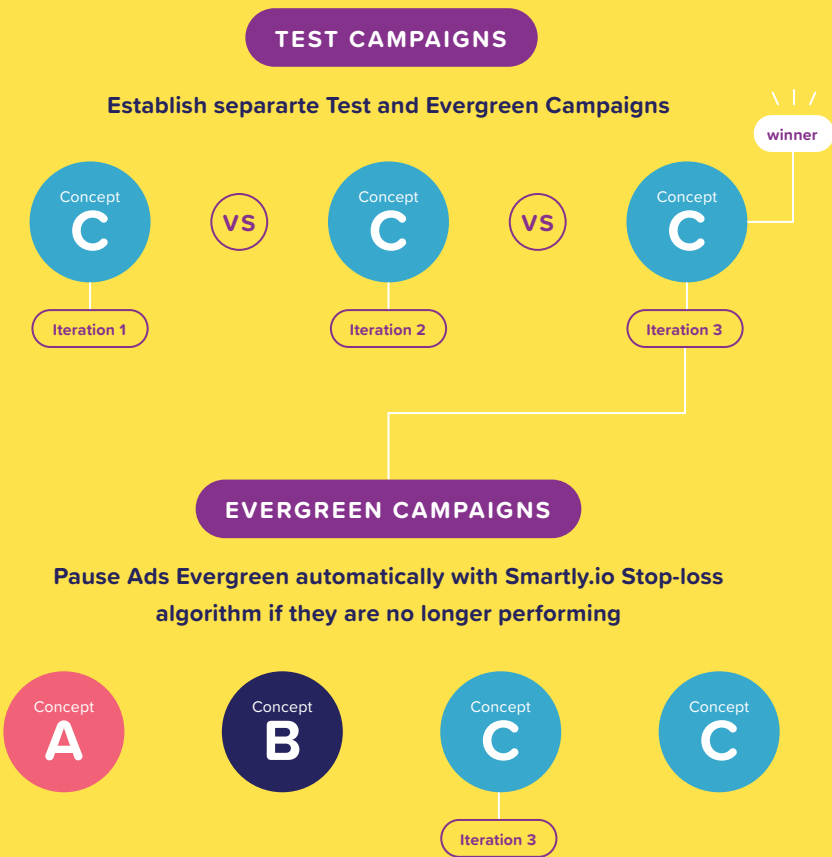 TEST CAMPAIGNS
Establish separarte Test and Evergreen Campaigns
winner
Concept
C
VS
Concept
C
VS
Concept
C
Iteration 1
Iteration 2
Iteration 3
EVERGREEN CAMPAIGNS
Pause Ads Evergreen automatically with Smartly.io Stop-loss
algorithm if they are no longer performing
Concept
A
Concept
B
Concept
C
Concept
C
Iteration 3